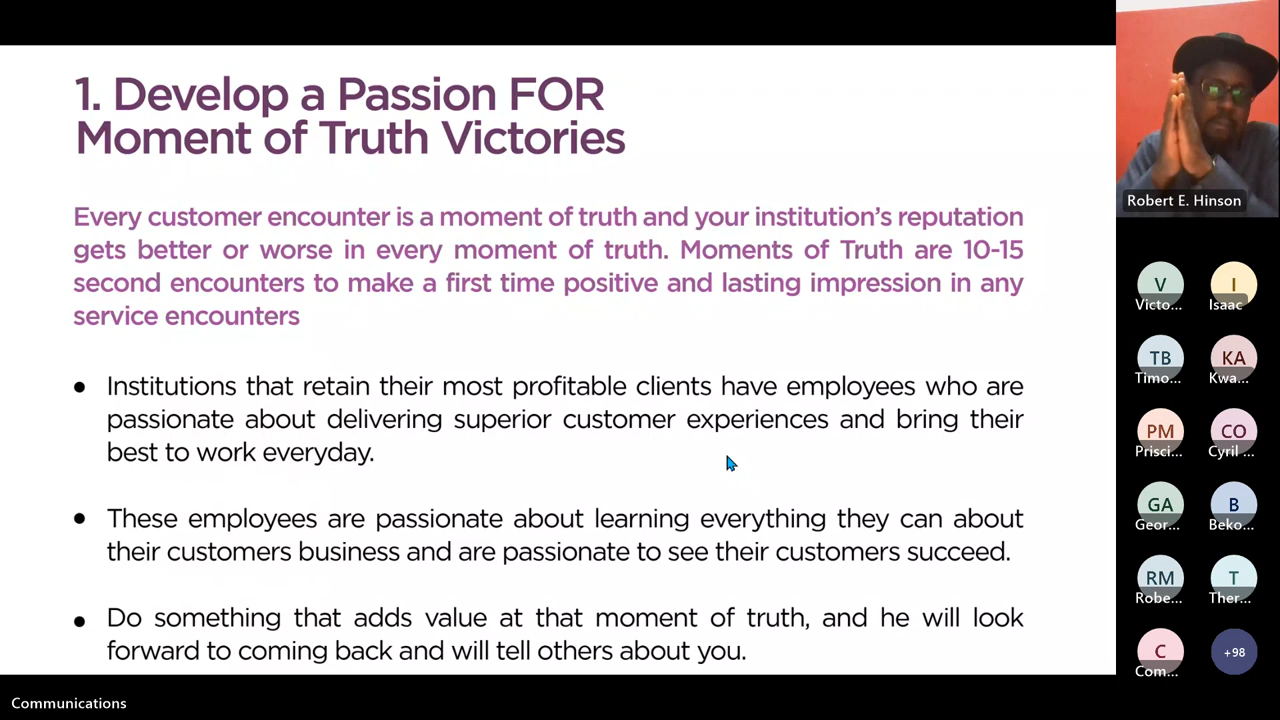 1. Develop a Passion FOR
Moment of Truth Victories
Every customer encounter is a moment of truth and your institution's reputation
gets better or worse in every moment of truth. Moments of Truth are 10-15
second encounters to make a first time positive and lasting impression in any
service encounters
• Institutions that retain their most profitable clients have employees who are
passionate about delivering superior customer experiences and bring their
best to work everyday.
• These employees are passionate about learning everything they can about
their customers business and are passionate to see their customers succeed.
• Do something that adds value at that moment of truth, and he will look
forward to coming back and will tell others about you.
Communications
Robert E. Hinson
V I
Victo... Isaac
TB KA
Timo... Kwa...
PM CO
Prisci... Cyril ...
GA B
Geor... Beko...
RM T
Robe... Ther...
C +98
Com...